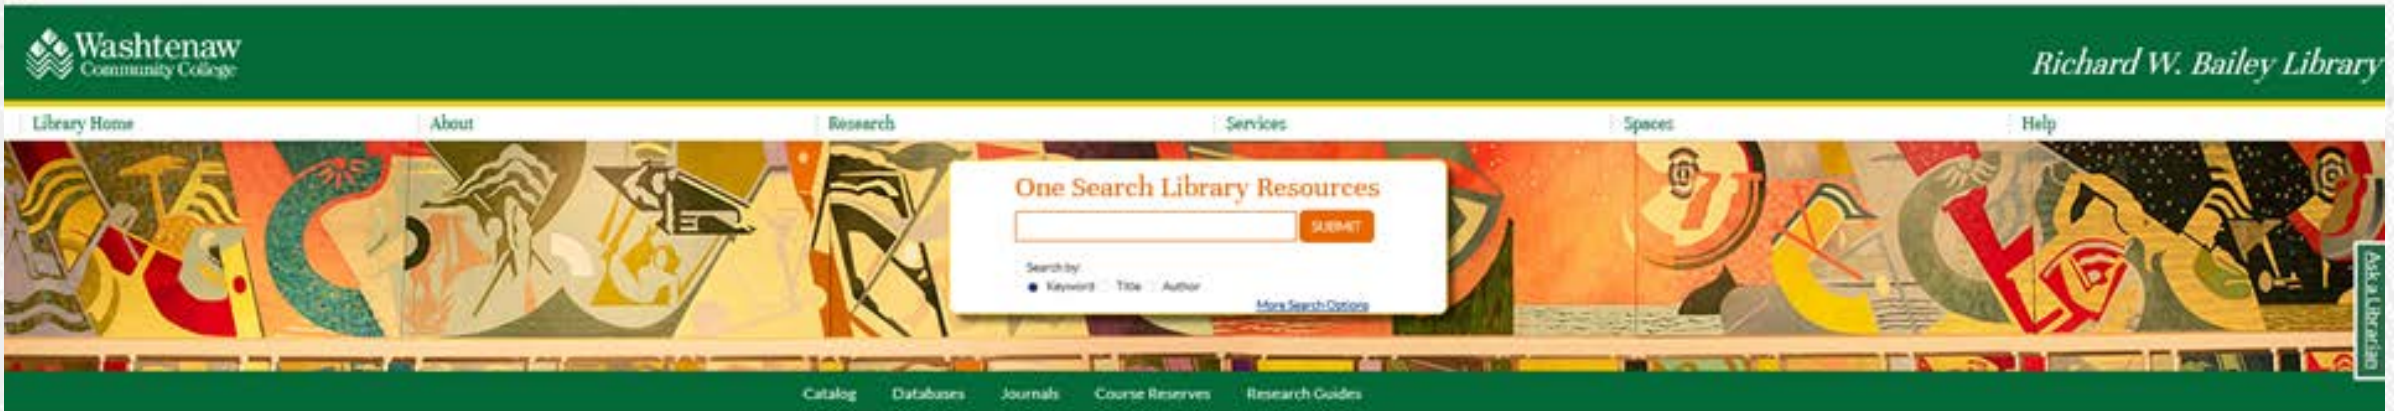 Washtenaw
Community College
Richard W. Bailey Library
Library Home About Research Services Spaces Help
One Search Library Resources
SUBMIT
Search by:
Keyword Title Author
More Search Options
Ask a Librarian
Catalog Databases Journals Course Reserves Research Guides